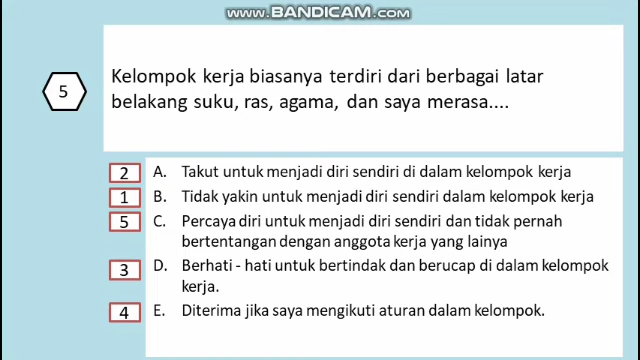 www.BANDICAM.com
5
Kelompok kerja biasanya terdiri dari berbagai latar
belakang suku, ras, agama, dan saya merasa....
2 A. Takut untuk menjadi diri sendiri di dalam kelompok kerja
1 B. Tidak yakin untuk menjadi diri sendiri dalam kelompok kerja
5 C. Percaya diri untuk menjadi diri sendiri dan tidak pernah
bertentangan dengan anggota kerja yang lainya
3 D. Berhati - hati untuk bertindak dan berucap di dalam kelompok
kerja.
4 E. Diterima jika saya mengikuti aturan dalam kelompok.